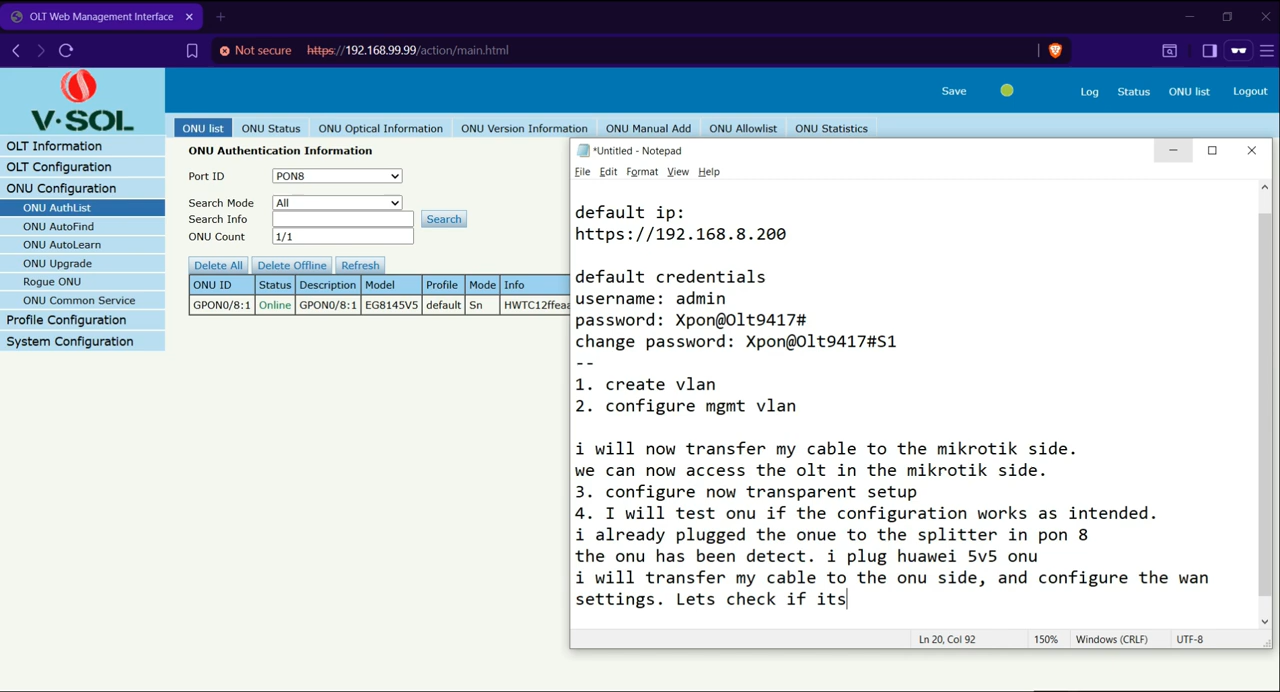 OLT Web Management Interface
Not secure https://192.168.99.99/action/main.html
V·SOL
Save Log Status ONU list Logout
OLT Information
OLT Configuration
ONU Configuration
ONU AuthList
ONU AutoFind
ONU AutoLearn
ONU Upgrade
Rogue ONU
ONU Common Service
Profile Configuration
System Configuration
ONU list ONU Status ONU Optical Information ONU Version Information ONU Manual Add ONU Allowlist ONU Statistics
ONU Authentication Information
Port ID PON8
Search Mode All
Search Info Search
ONU Count 1/1
Delete All Delete Offline Refresh
ONU ID Status Description Model Profile Mode Info
GPON0/8:1 Online GPON0/8:1 EG8145V5 default Sn HWTC12ffeaa
*Untitled - Notepad
File Edit Format View Help
default ip:
https://192.168.8.200
default credentials
username: admin
password: Xpon@Olt9417#
change password: Xpon@Olt9417#S1
--
1. create vlan
2. configure mgmt vlan
i will now transfer my cable to the mikrotik side.
we can now access the olt in the mikrotik side.
3. configure now transparent setup
4. I will test onu if the configuration works as intended.
i already plugged the onue to the splitter in pon 8
the onu has been detect. i plug huawei 5v5 onu
i will transfer my cable to the onu side, and configure the wan
settings. Lets check if its
Ln 20, Col 92 150% Windows (CRLF) UTF-8